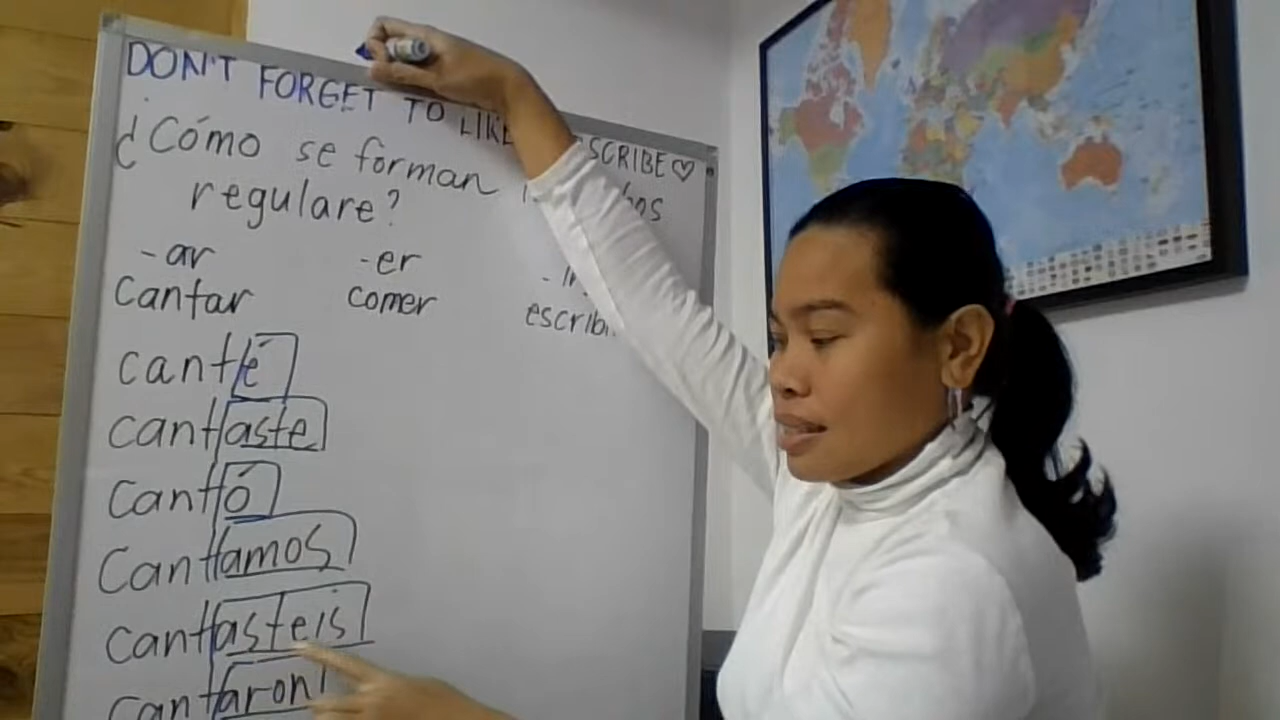 DON'T FORGET TO LIKE SCRIBE ♡
¿Cómo se forman
regulare?
-ar -er -ir
Cantar comer escribi
canté
cantaste
cantó
Cantamos
cantasteis
cantaron